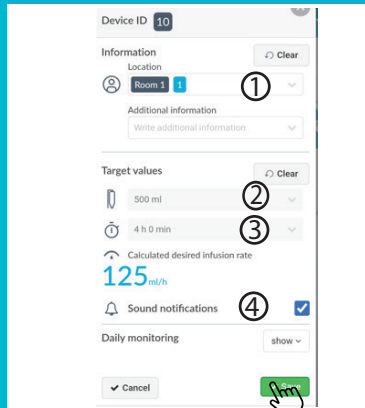 Device ID 10
Information
Clear
Location
Room 1 1 ①
Additional information
Write additional information
Target values
Clear
500 ml ②
4 h 0 min ③
Calculated desired infusion rate
125 ml/h
Sound notifications ④
Daily monitoring
show
Cancel
Save